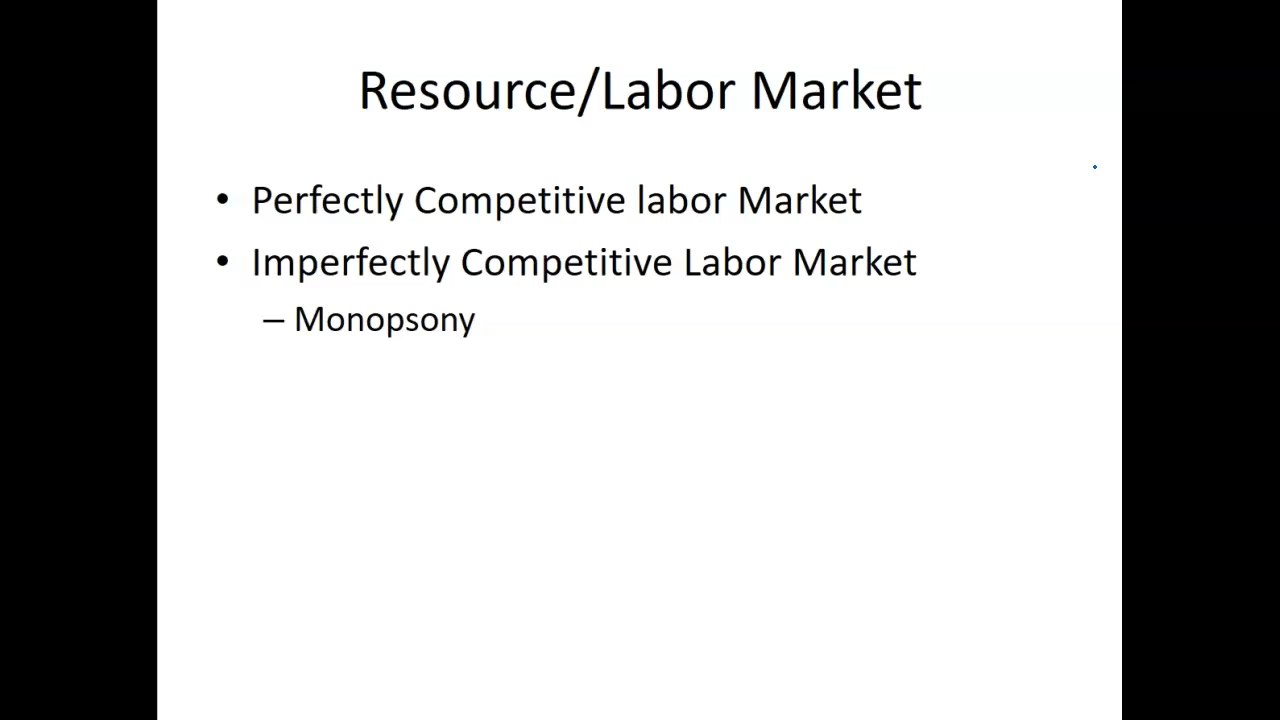 Resource/Labor Market
• Perfectly Competitive labor Market
• Imperfectly Competitive Labor Market
– Monopsony